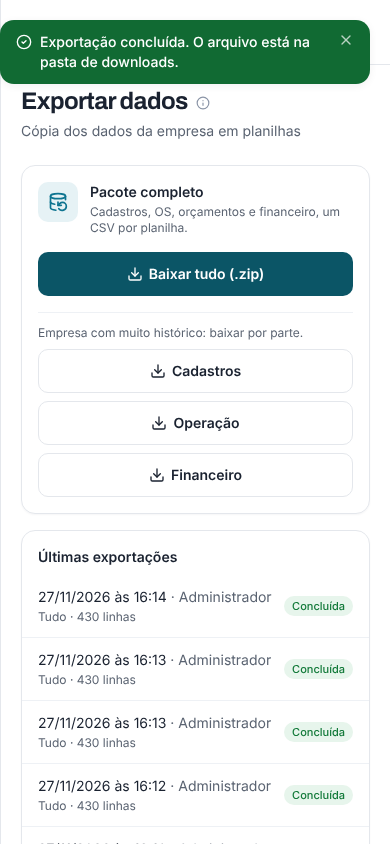 Exportação concluída. O arquivo está na
pasta de downloads.
Exportar dados
Cópia dos dados da empresa em planilhas
Pacote completo
Cadastros, OS, orçamentos e financeiro, um
CSV por planilha.
Baixar tudo (.zip)
Empresa com muito histórico: baixar por parte.
Cadastros
Operação
Financeiro
Últimas exportações
27/11/2026 às 16:14 · Administrador
Tudo · 430 linhas
Concluída
27/11/2026 às 16:13 · Administrador
Tudo · 430 linhas
Concluída
27/11/2026 às 16:13 · Administrador
Tudo · 430 linhas
Concluída
27/11/2026 às 16:12 · Administrador
Tudo · 430 linhas
Concluída